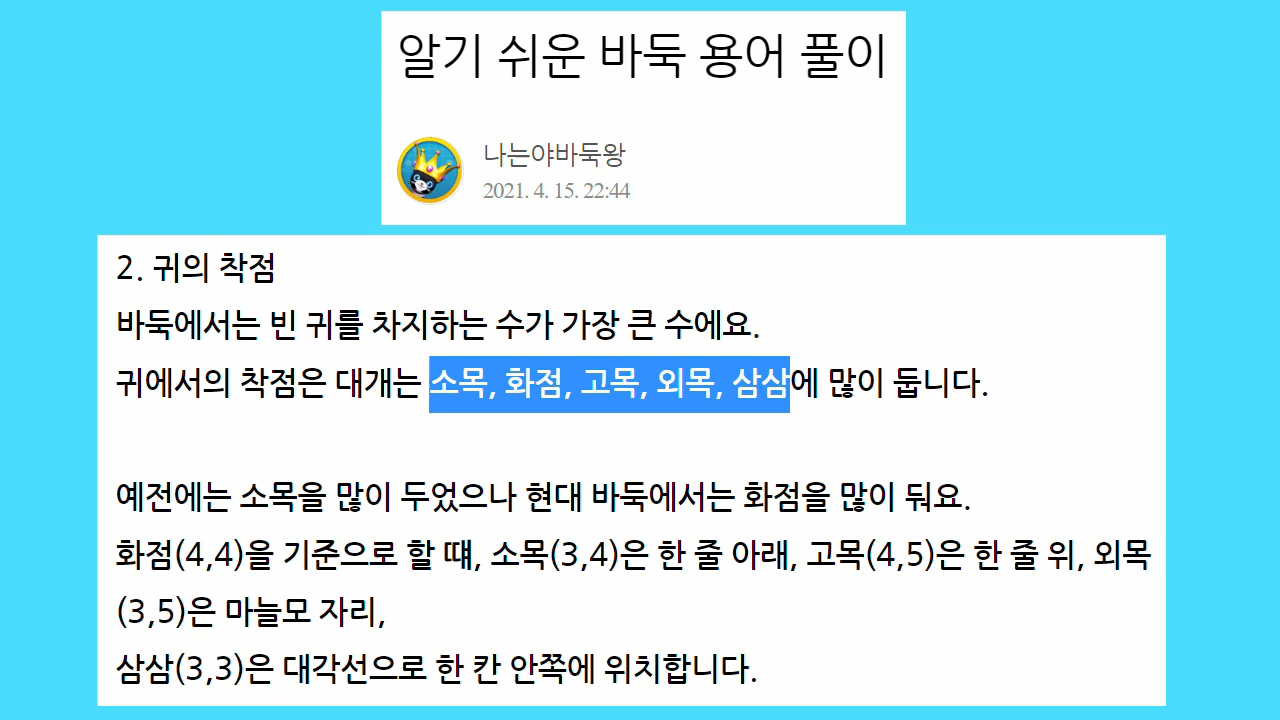 알기 쉬운 바둑 용어 풀이
나는야바둑왕
2021. 4. 15. 22:44
2. 귀의 착점
바둑에서는 빈 귀를 차지하는 수가 가장 큰 수에요.
귀에서의 착점은 대개는 소목, 화점, 고목, 외목, 삼삼에 많이 둡니다.
예전에는 소목을 많이 두었으나 현대 바둑에서는 화점을 많이 둬요.
화점(4,4)을 기준으로 할 떄, 소목(3,4)은 한 줄 아래, 고목(4,5)은 한 줄 위, 외목
(3,5)은 마늘모 자리,
삼삼(3,3)은 대각선으로 한 칸 안쪽에 위치합니다.